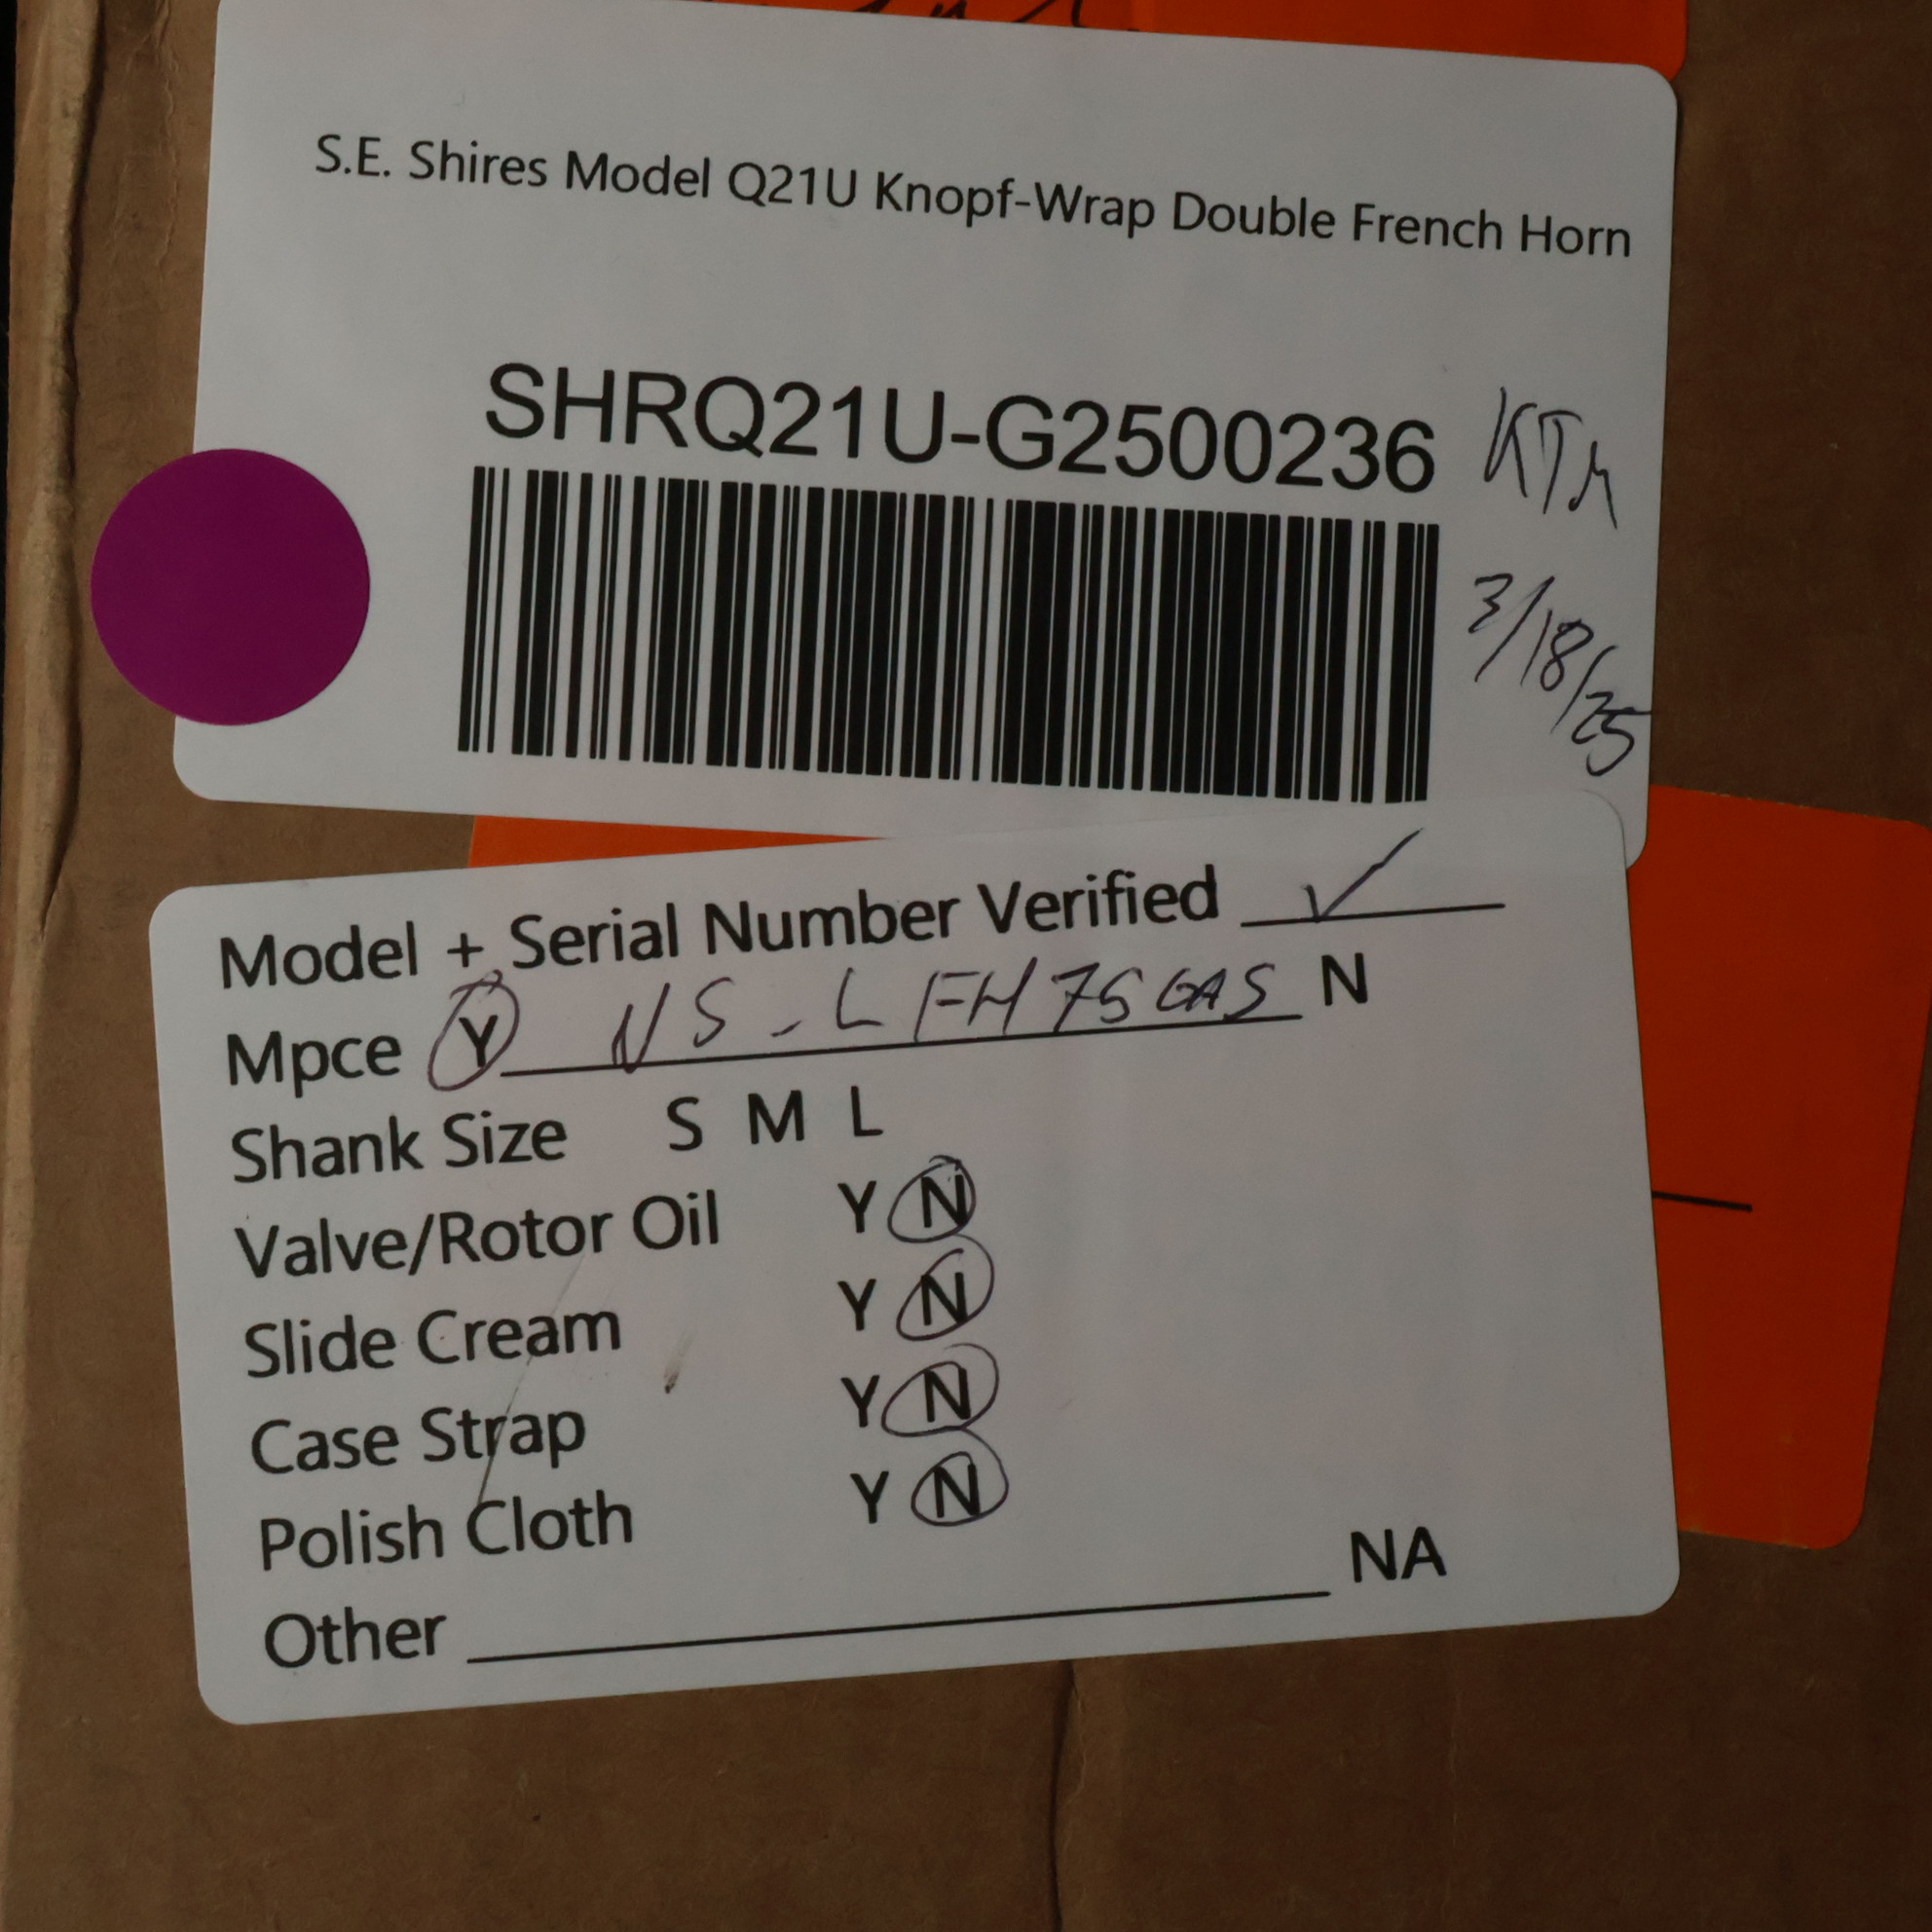 S.E. Shires Model Q21U Knopf-Wrap Double French Horn
SHRQ21U-G2500236
KTM
3/18/25
Model + Serial Number Verified ✓
Mpce Y NS-LFH75GAS N
Shank Size S M L
Valve/Rotor Oil Y N
Slide Cream Y N
Case Strap Y N
Polish Cloth Y N
Other NA